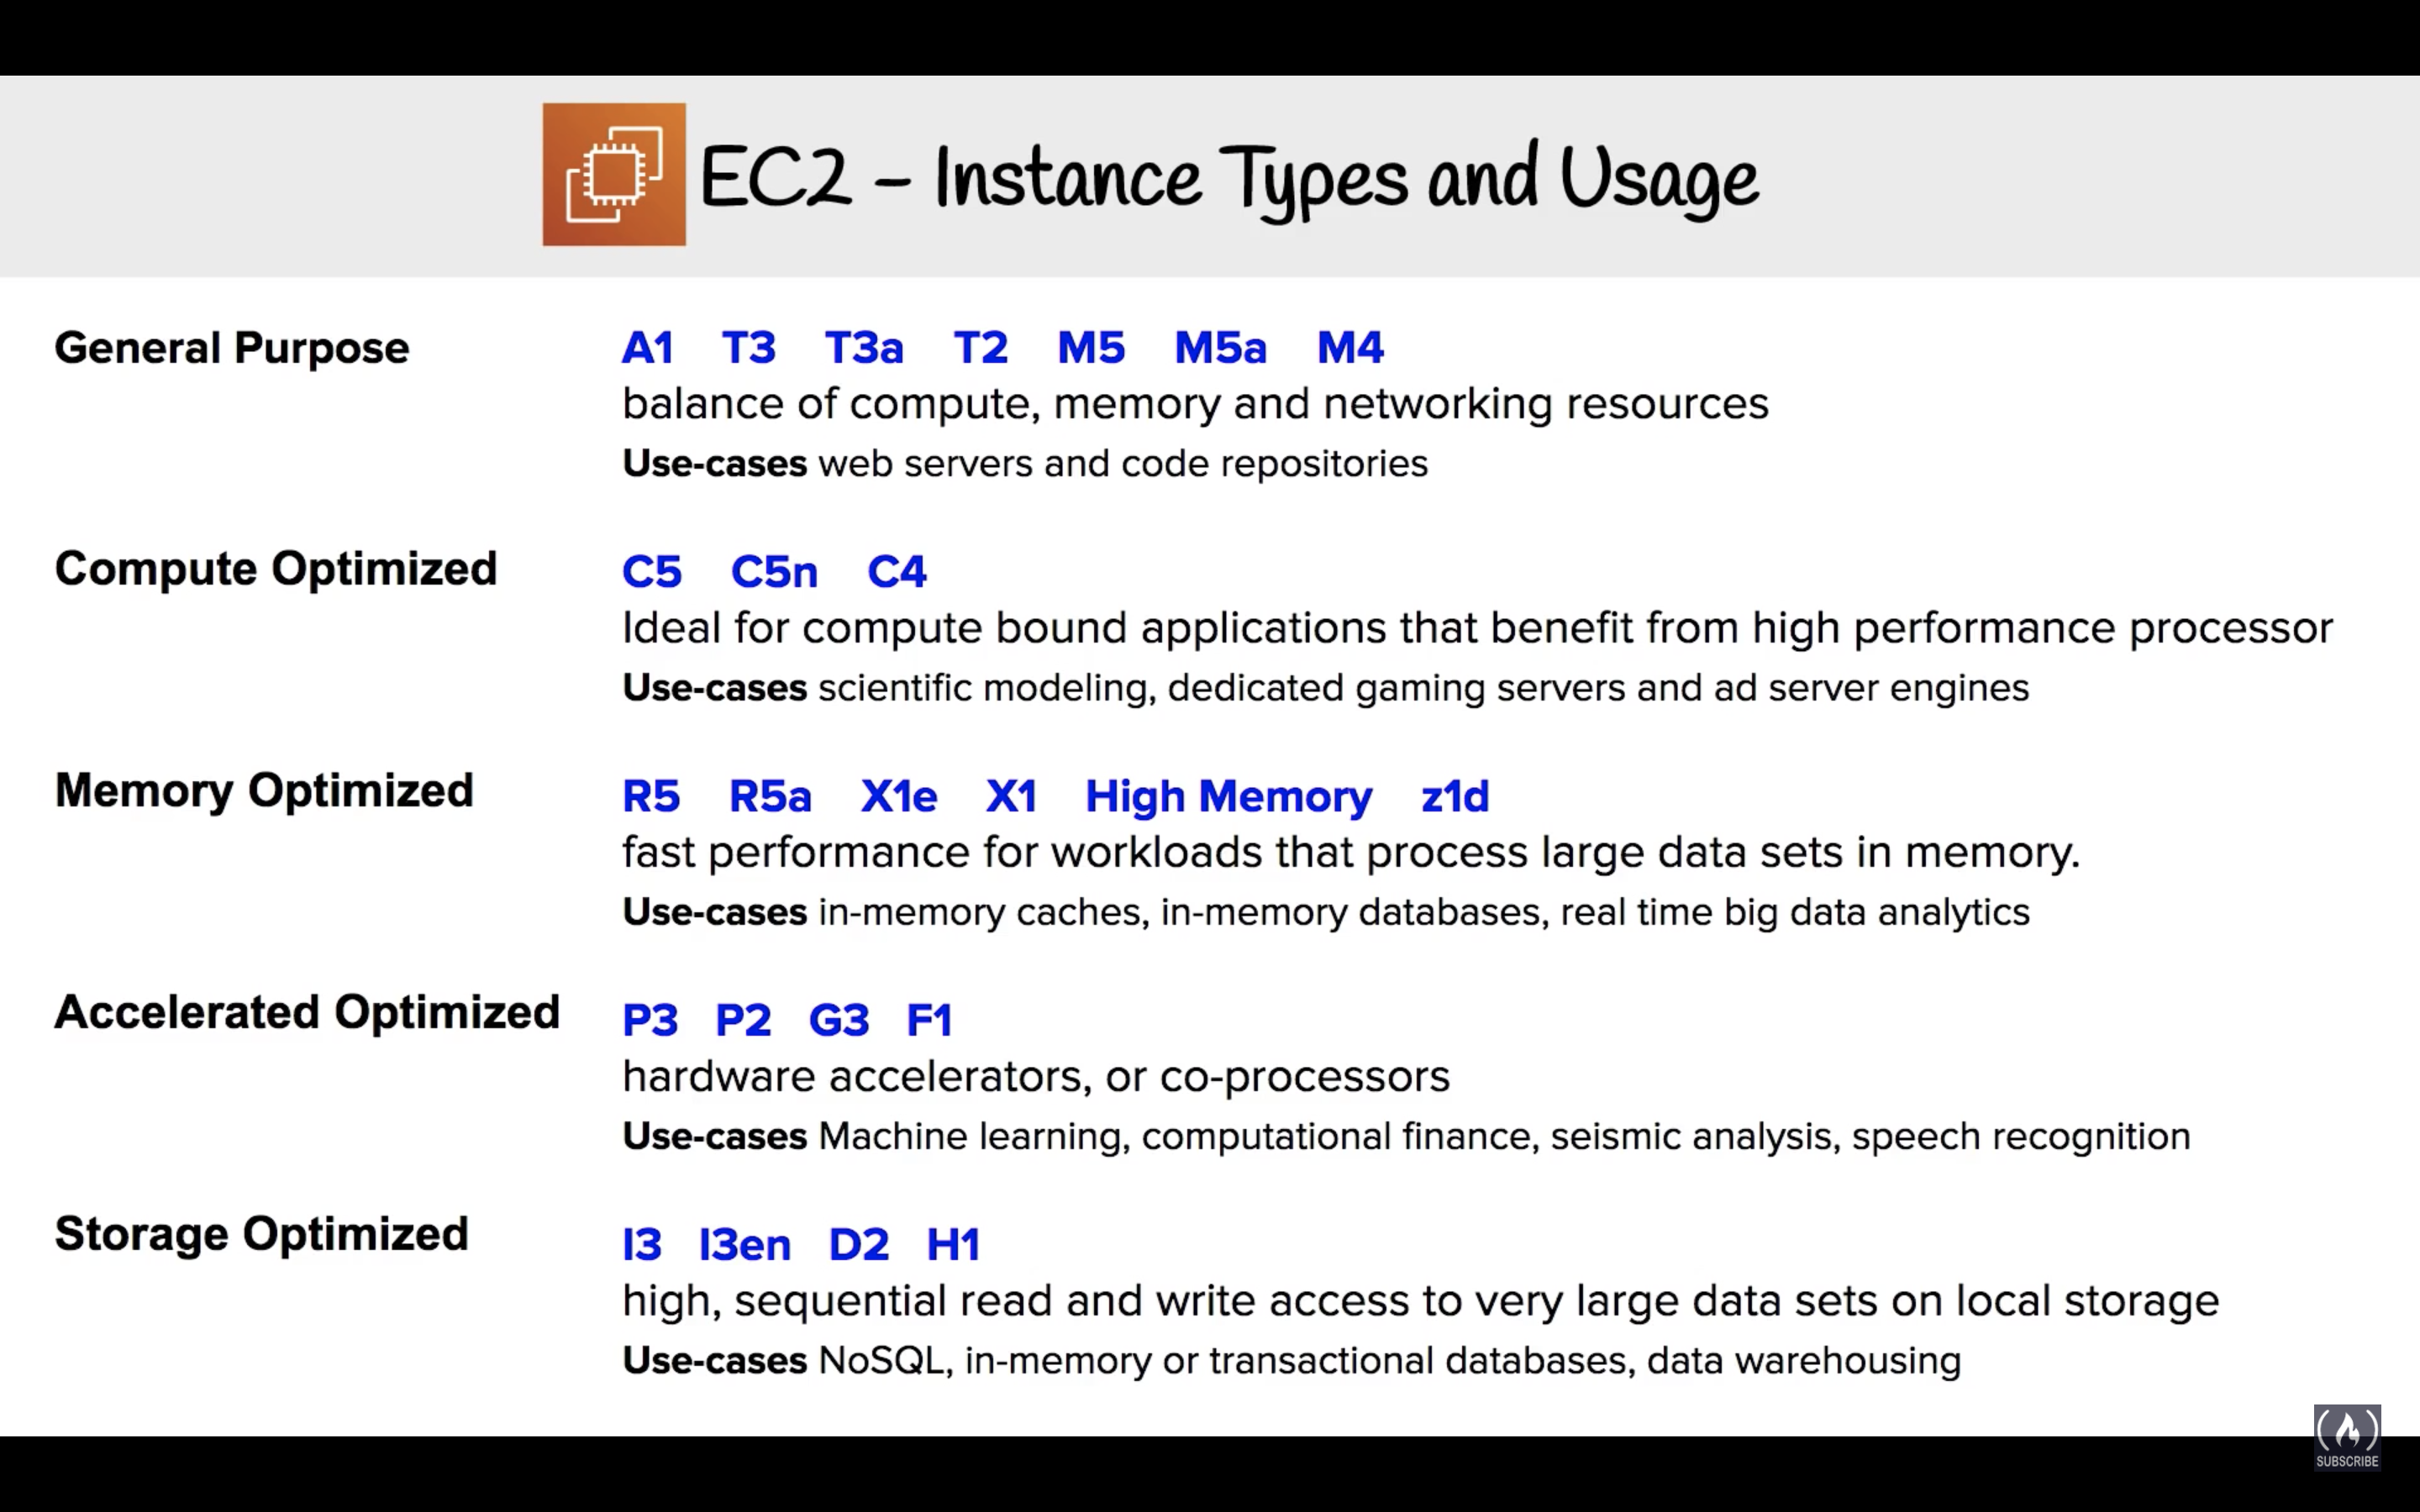 EC2 – Instance Types and Usage
General Purpose
A1 T3 T3a T2 M5 M5a M4
balance of compute, memory and networking resources
Use-cases web servers and code repositories
Compute Optimized
C5 C5n C4
Ideal for compute bound applications that benefit from high performance processor
Use-cases scientific modeling, dedicated gaming servers and ad server engines
Memory Optimized
R5 R5a X1e X1 High Memory z1d
fast performance for workloads that process large data sets in memory.
Use-cases in-memory caches, in-memory databases, real time big data analytics
Accelerated Optimized
P3 P2 G3 F1
hardware accelerators, or co-processors
Use-cases Machine learning, computational finance, seismic analysis, speech recognition
Storage Optimized
I3 I3en D2 H1
high, sequential read and write access to very large data sets on local storage
Use-cases NoSQL, in-memory or transactional databases, data warehousing
SUBSCRIBE